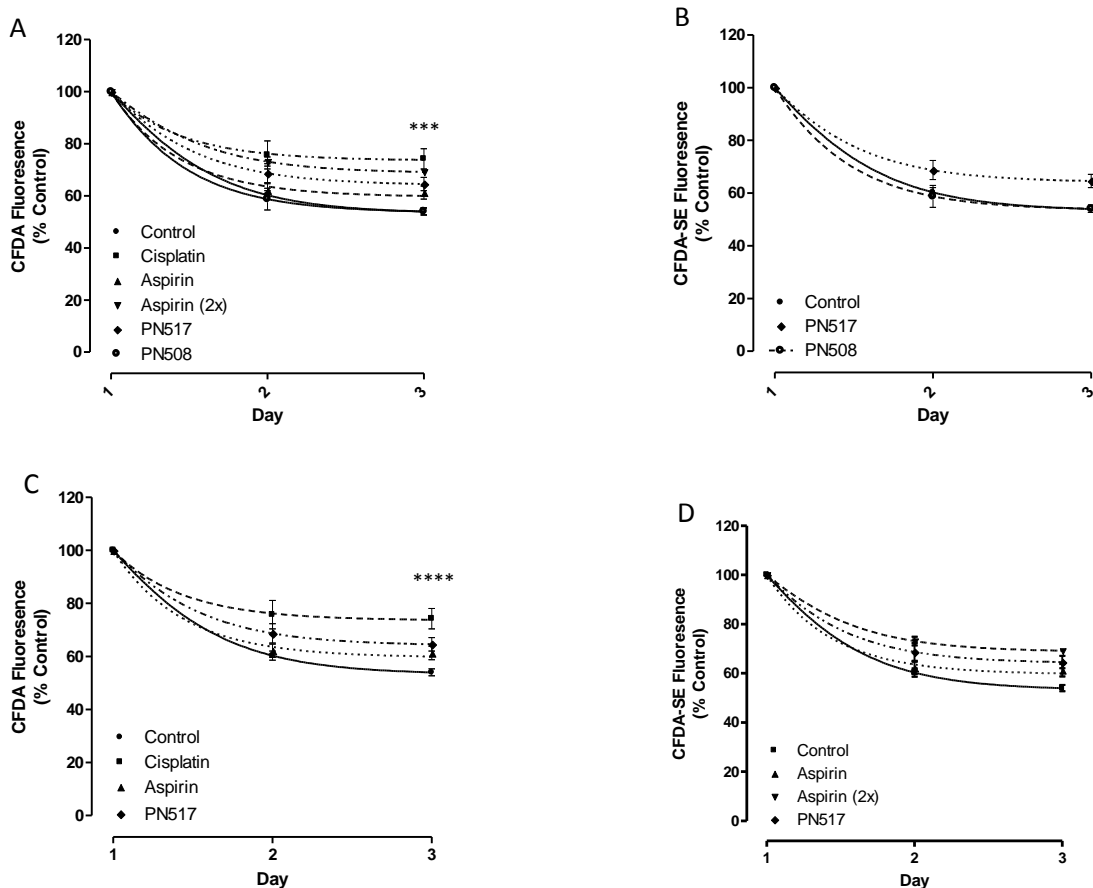 A
120
100
80
60
40
20
0
CFDA Fluoresence
(% Control)
***
Control
Cisplatin
Aspirin
Aspirin (2x)
PN517
PN508
1 2 3
Day
B
120
100
80
60
40
20
0
CFDA-SE Fluoresence
(% Control)
Control
PN517
PN508
1 2 3
Day
C
120
100
80
60
40
20
0
CFDA Fluoresence
(% Control)
****
Control
Cisplatin
Aspirin
PN517
1 2 3
Day
D
120
100
80
60
40
20
0
CFDA-SE Fluoresence
(% Control)
Control
Aspirin
Aspirin (2x)
PN517
1 2 3
Day